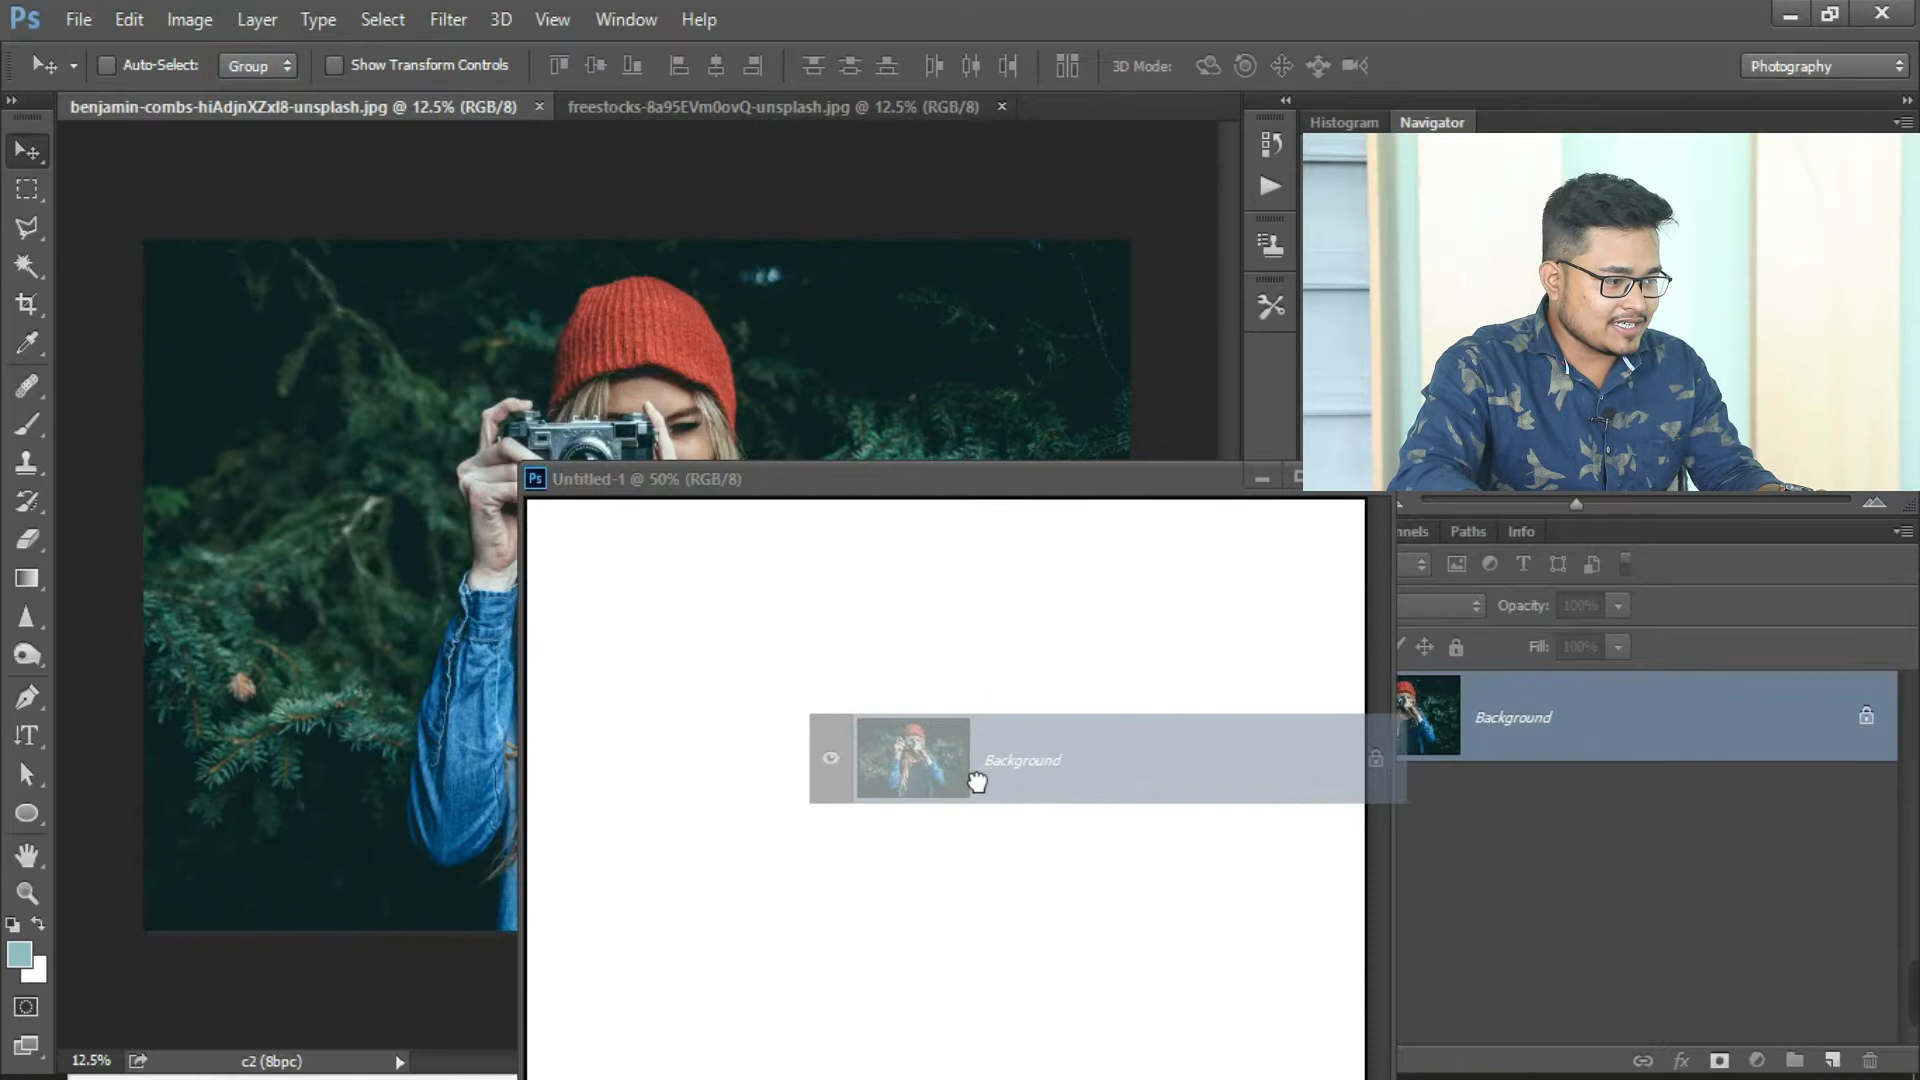 Ps File Edit Image Layer Type Select Filter 3D View Window Help
Auto-Select: Group Show Transform Controls 3D Mode: Photography
benjamin-combs-hiAdjnXZxl8-unsplash.jpg @ 12.5% (RGB/8) freestocks-8a95EVm0ovQ-unsplash.jpg @ 12.5% (RGB/8)
Histogram Navigator
Ps Untitled-1 @ 50% (RGB/8)
nnels Paths Info
Opacity: 100%
Fill: 100%
Background
Background
12.5% c2 (8bpc)